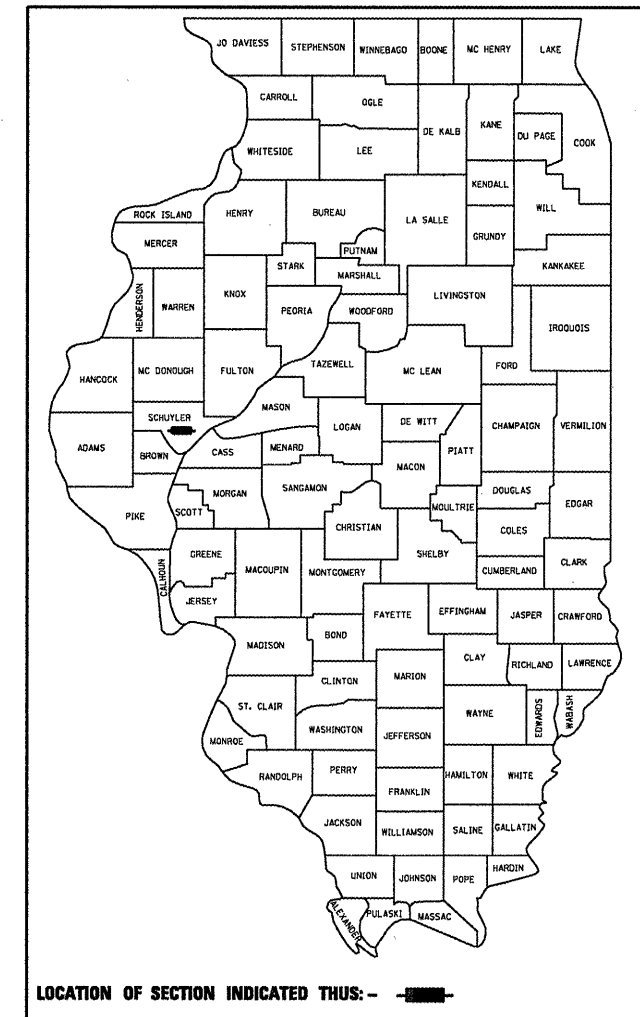 JO DAVIESS STEPHENSON WINNEBAGO BOONE MC HENRY LAKE
CARROLL OGLE DE KALB KANE DU PAGE COOK
WHITESIDE LEE
KENDALL WILL
ROCK ISLAND HENRY BUREAU LA SALLE
MERCER PUTNAM GRUNDY
STARK MARSHALL KANKAKEE
HENDERSON WARREN KNOX PEORIA WOODFORD LIVINGSTON IROQUOIS
HANCOCK MC DONOUGH FULTON TAZEWELL MC LEAN FORD
SCHUYLER MASON LOGAN DE WITT CHAMPAIGN VERMILION
ADAMS BROWN CASS MENARD MACON PIATT
PIKE SCOTT MORGAN SANGAMON MOULTRIE DOUGLAS EDGAR
CHRISTIAN COLES
CALHOUN GREENE MACOUPIN MONTGOMERY SHELBY CUMBERLAND CLARK
JERSEY FAYETTE EFFINGHAM JASPER CRAWFORD
MADISON BOND
CLAY RICHLAND LAWRENCE
CLINTON MARION
ST. CLAIR WAYNE EDWARDS WABASH
MONROE WASHINGTON JEFFERSON
RANDOLPH PERRY HAMILTON WHITE
FRANKLIN
JACKSON WILLIAMSON SALINE GALLATIN
UNION JOHNSON POPE HARDIN
ALEXANDER PULASKI MASSAC
LOCATION OF SECTION INDICATED THUS: -